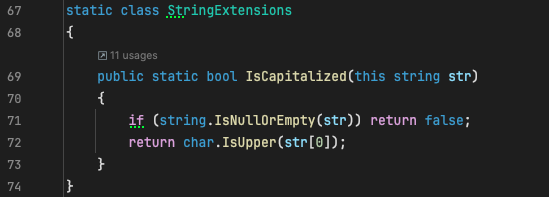 67 static class StringExtensions
68 {
11 usages
69 public static bool IsCapitalized(this string str)
70 {
71 if (string.IsNullOrEmpty(str)) return false;
72 return char.IsUpper(str[0]);
73 }
74 }